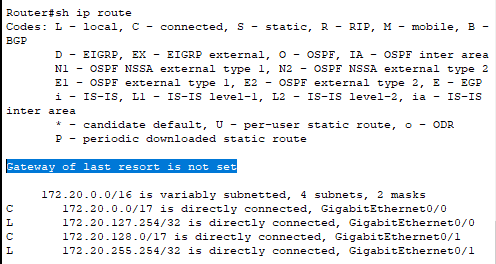 Router#sh ip route
Codes: L - local, C - connected, S - static, R - RIP, M - mobile, B -
BGP
D - EIGRP, EX - EIGRP external, O - OSPF, IA - OSPF inter area
N1 - OSPF NSSA external type 1, N2 - OSPF NSSA external type 2
E1 - OSPF external type 1, E2 - OSPF external type 2, E - EGP
i - IS-IS, L1 - IS-IS level-1, L2 - IS-IS level-2, ia - IS-IS
inter area
* - candidate default, U - per-user static route, o - ODR
P - periodic downloaded static route
Gateway of last resort is not set
172.20.0.0/16 is variably subnetted, 4 subnets, 2 masks
C 172.20.0.0/17 is directly connected, GigabitEthernet0/0
L 172.20.127.254/32 is directly connected, GigabitEthernet0/0
C 172.20.128.0/17 is directly connected, GigabitEthernet0/1
L 172.20.255.254/32 is directly connected, GigabitEthernet0/1